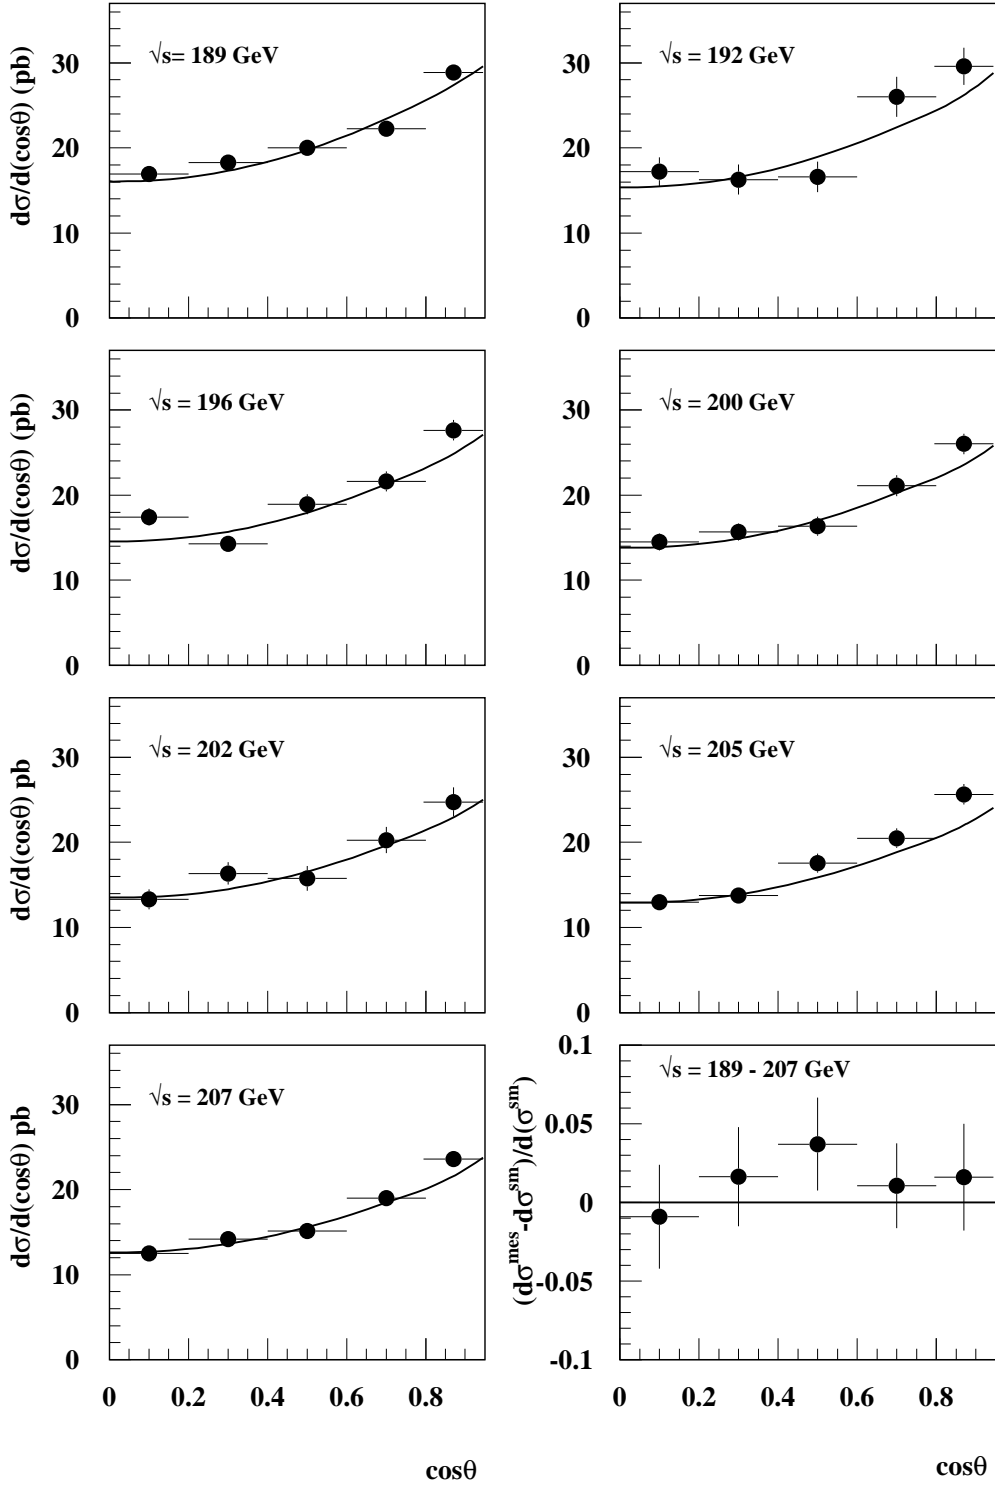 dσ/d(cosθ) (pb)
√s= 189 GeV
30
20
10
0
√s = 192 GeV
30
20
10
0
dσ/d(cosθ) (pb)
√s = 196 GeV
30
20
10
0
√s = 200 GeV
30
20
10
0
dσ/d(cosθ) pb
√s = 202 GeV
30
20
10
0
√s = 205 GeV
30
20
10
0
dσ/d(cosθ) pb
√s = 207 GeV
30
20
10
0
0 0.2 0.4 0.6 0.8
cosθ
(dσ^mes-dσ^sm)/d(σ^sm)
√s = 189 - 207 GeV
0.1
0.05
0
-0.05
-0.1
0 0.2 0.4 0.6 0.8
cosθ